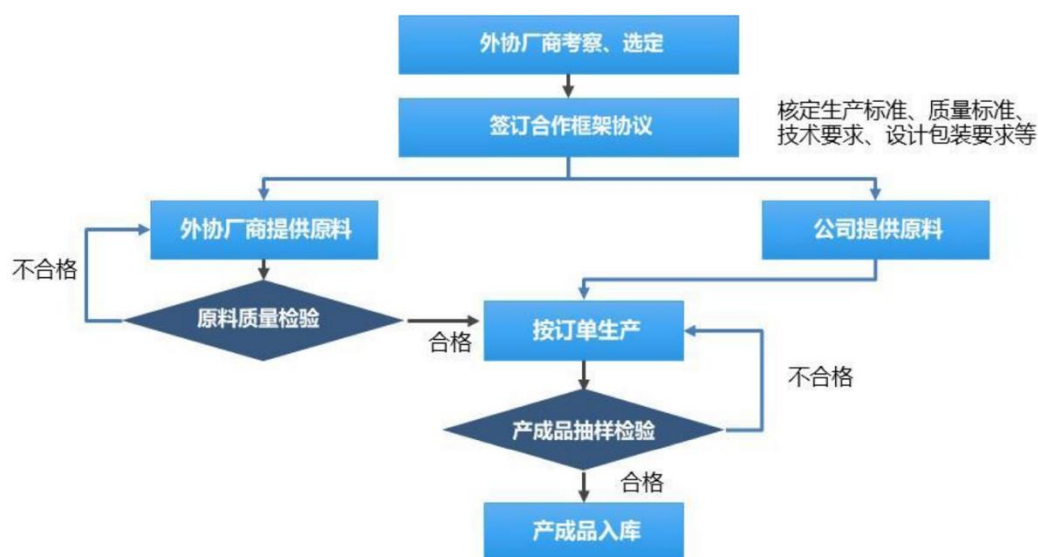 外协厂商考察、选定
签订合作框架协议
核定生产标准、质量标准、
技术要求、设计包装要求等
外协厂商提供原料
公司提供原料
不合格
原料质量检验
合格
按订单生产
不合格
产成品抽样检验
合格
产成品入库